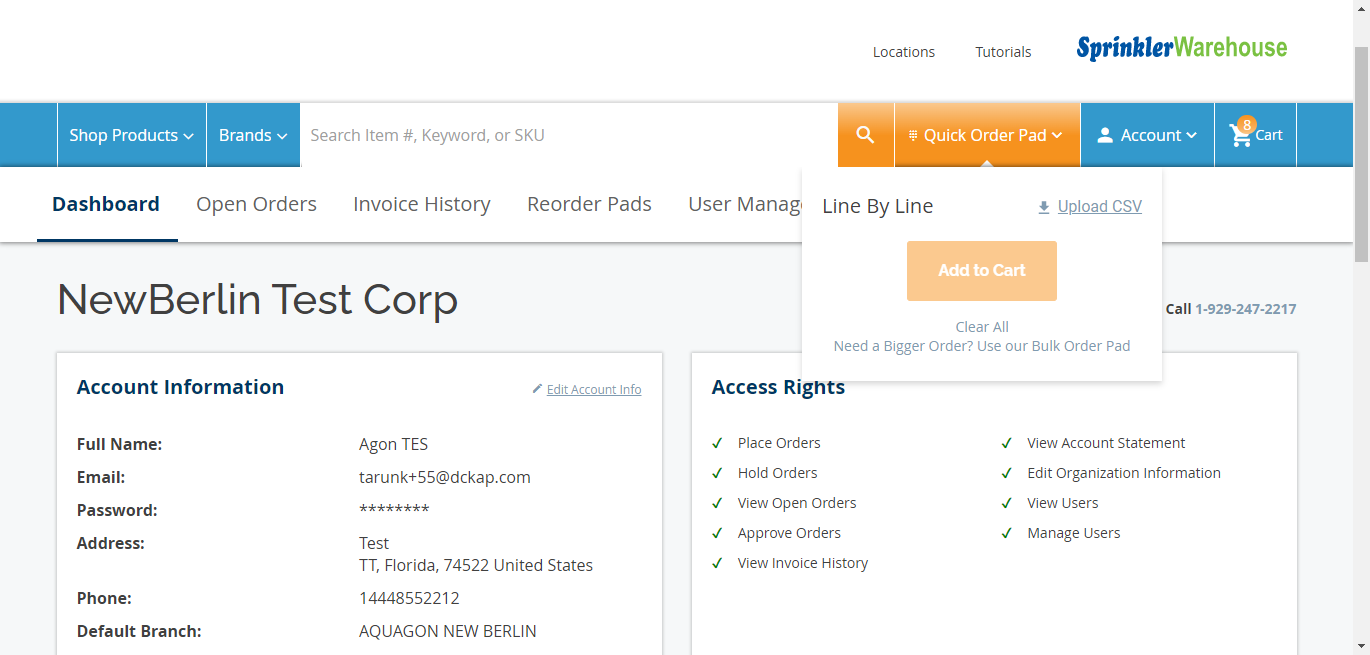 Locations Tutorials SprinklerWarehouse
Shop Products Brands Search Item #, Keyword, or SKU Quick Order Pad Account 8 Cart
Dashboard Open Orders Invoice History Reorder Pads User Manage
Line By Line Upload CSV
Add to Cart
Clear All
Need a Bigger Order? Use our Bulk Order Pad
NewBerlin Test Corp
Call 1-929-247-2217
Account Information Edit Account Info
Full Name: Agon TES
Email: tarunk+55@dckap.com
Password: ********
Address: Test
TT, Florida, 74522 United States
Phone: 14448552212
Default Branch: AQUAGON NEW BERLIN
Access Rights
Place Orders View Account Statement
Hold Orders Edit Organization Information
View Open Orders View Users
Approve Orders Manage Users
View Invoice History